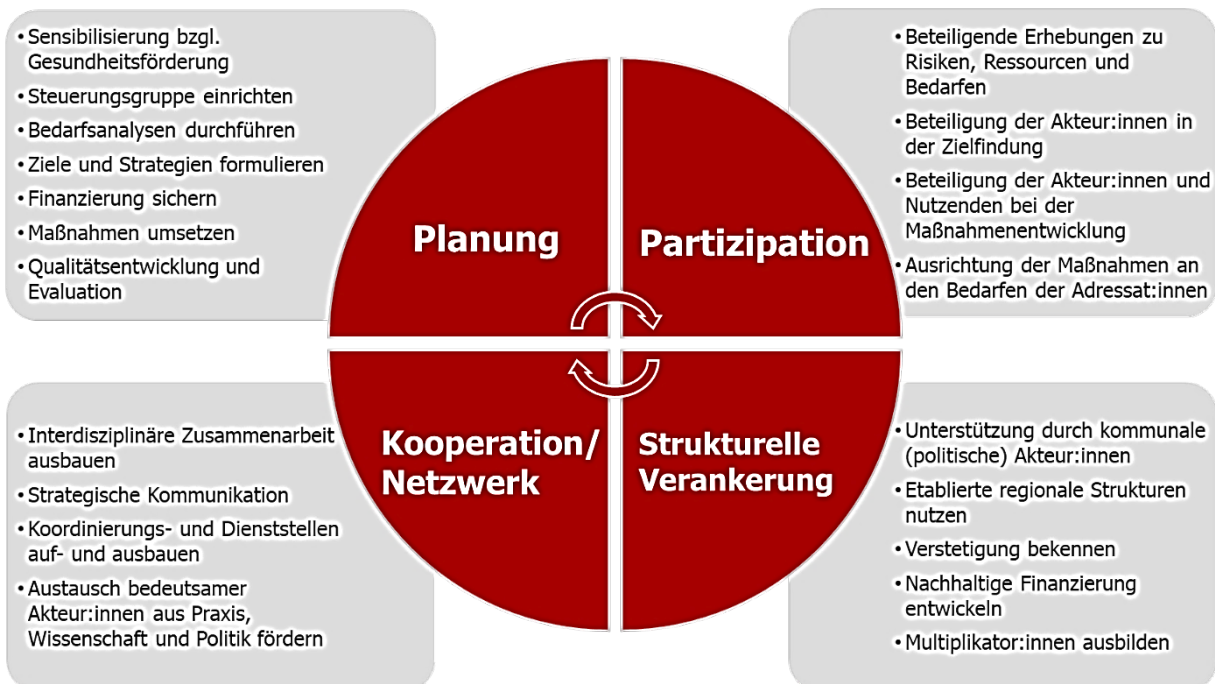 • Sensibilisierung bzgl.
Gesundheitsförderung
• Steuerungsgruppe einrichten
• Bedarfsanalysen durchführen
• Ziele und Strategien formulieren
• Finanzierung sichern
• Maßnahmen umsetzen
• Qualitätsentwicklung und
Evaluation
• Beteiligende Erhebungen zu
Risiken, Ressourcen und
Bedarfen
• Beteiligung der Akteur:innen in
der Zielfindung
• Beteiligung der Akteur:innen und
Nutzenden bei der
Maßnahmenentwicklung
• Ausrichtung der Maßnahmen an
den Bedarfen der Adressat:innen
Planung
Partizipation
Kooperation/
Netzwerk
Strukturelle
Verankerung
• Interdisziplinäre Zusammenarbeit
ausbauen
• Strategische Kommunikation
• Koordinierungs- und Dienststellen
auf- und ausbauen
• Austausch bedeutsamer
Akteur:innen aus Praxis,
Wissenschaft und Politik fördern
• Unterstützung durch kommunale
(politische) Akteur:innen
• Etablierte regionale Strukturen
nutzen
• Verstetigung bekennen
• Nachhaltige Finanzierung
entwickeln
• Multiplikator:innen ausbilden